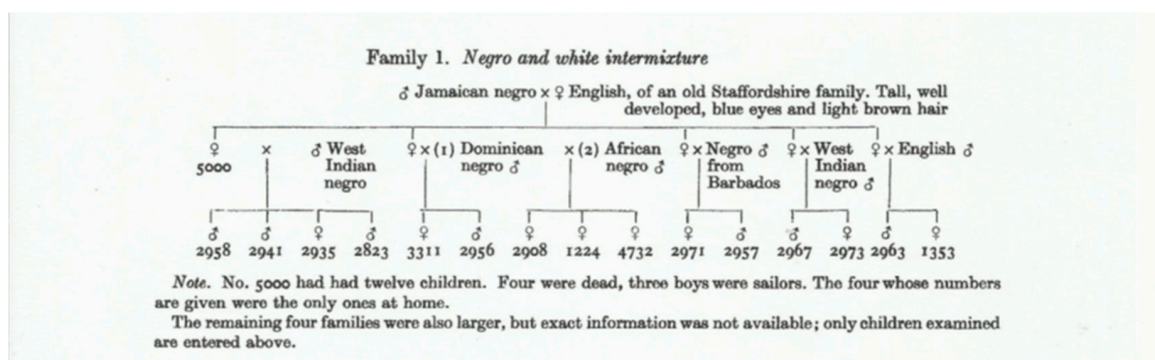 Family 1. Negro and white intermixture
♂ Jamaican negro x ♀ English, of an old Staffordshire family. Tall, well
developed, blue eyes and light brown hair
♀ x ♂ West ♀ x (1) Dominican x (2) African ♀ x Negro ♂ ♀ x West ♀ x English ♂
5000 Indian negro ♂ negro ♂ from Indian
negro Barbados negro ♂
♂ ♂ ♀ ♂ ♀ ♂ ♀ ♀ ♀ ♀ ♂ ♂ ♀ ♂ ♀
2958 2941 2935 2823 3311 2956 2908 1224 4732 2971 2957 2967 2973 2963 1353
Note. No. 5000 had had twelve children. Four were dead, three boys were sailors. The four whose numbers
are given were the only ones at home.
The remaining four families were also larger, but exact information was not available; only children examined
are entered above.